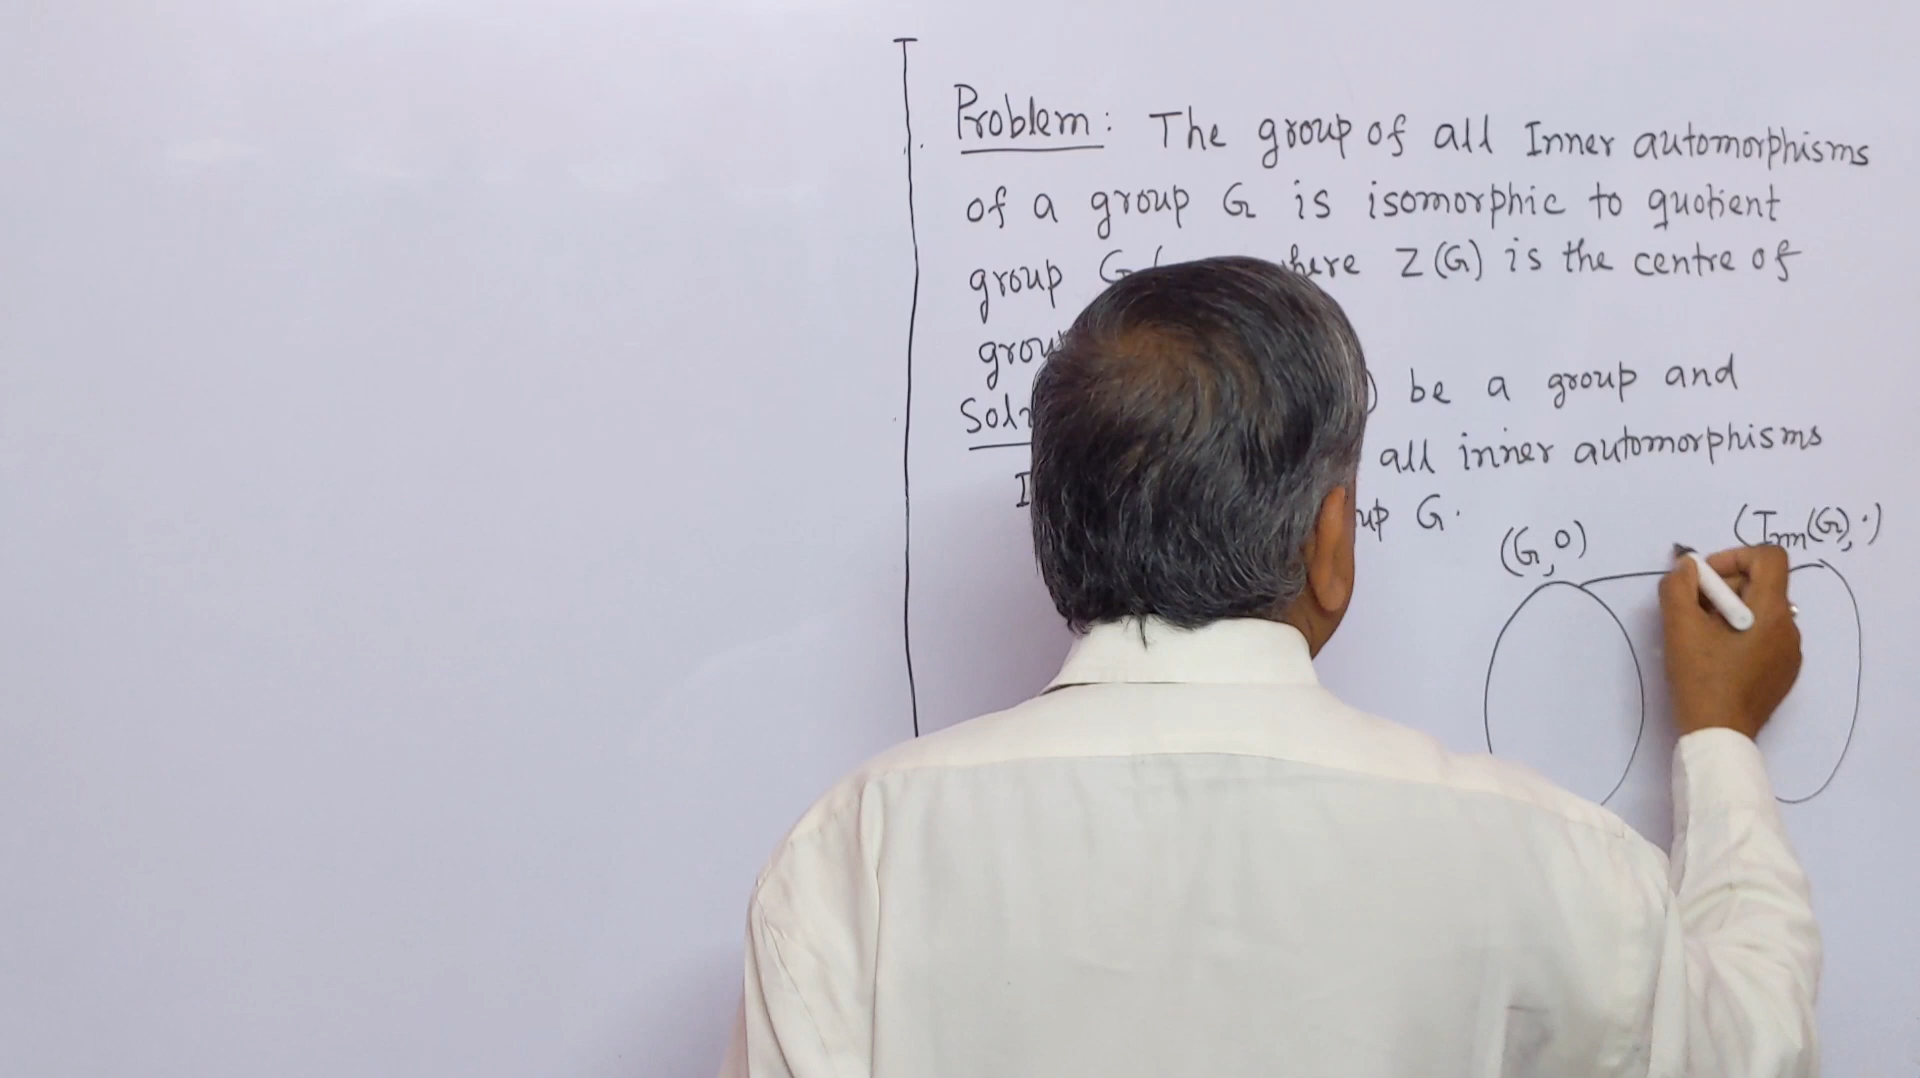 Problem: The group of all Inner automorphisms
of a group G is isomorphic to quotient
group G here Z(G) is the centre of
grou
Sol
) be a group and
I all inner automorphisms
up G.
(G, 0) (Inn(G), ·)